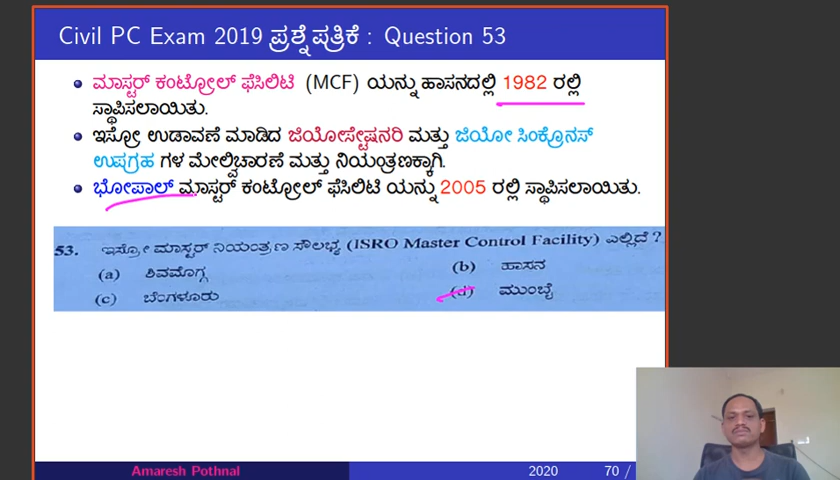 Civil PC Exam 2019 ಪ್ರಶ್ನೆ ಪತ್ರಿಕೆ : Question 53
ಮಾಸ್ಟರ್ ಕಂಟ್ರೋಲ್ ಫೆಸಿಲಿಟಿ (MCF) ಯನ್ನು ಹಾಸನದಲ್ಲಿ 1982 ರಲ್ಲಿ
ಸ್ಥಾಪಿಸಲಾಯಿತು.
ಇಸ್ರೋ ಉಡಾವಣೆ ಮಾಡಿದ ಜಿಯೋಸ್ಟೇಷನರಿ ಮತ್ತು ಜಿಯೋ ಸಿಂಕ್ರೊನಸ್
ಉಪಗ್ರಹ ಗಳ ಮೇಲ್ವಿಚಾರಣೆ ಮತ್ತು ನಿಯಂತ್ರಣಕ್ಕಾಗಿ.
ಭೋಪಾಲ್ ಮಾಸ್ಟರ್ ಕಂಟ್ರೋಲ್ ಫೆಸಿಲಿಟಿ ಯನ್ನು 2005 ರಲ್ಲಿ ಸ್ಥಾಪಿಸಲಾಯಿತು.
53. ಇಸ್ರೋ ಮಾಸ್ಟರ್ ನಿಯಂತ್ರಣ ಸೌಲಭ್ಯ (ISRO Master Control Facility) ಎಲ್ಲಿದೆ ?
(a) ಶಿವಮೊಗ್ಗ (b) ಹಾಸನ
(c) ಬೆಂಗಳೂರು (d) ಮುಂಬೈ
Amaresh Pothnal 2020 70 /